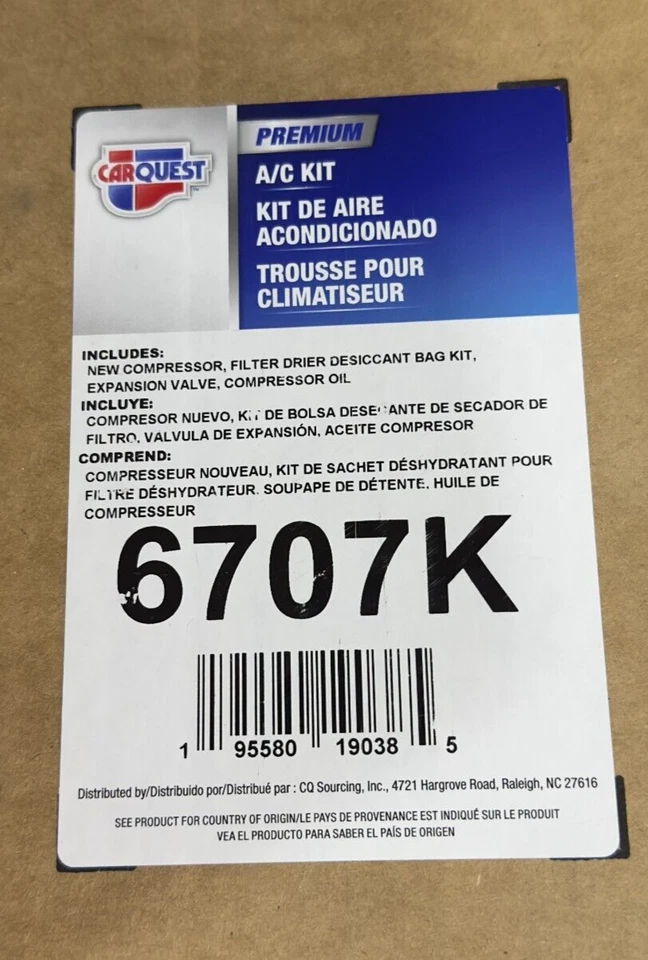 CARQUEST
PREMIUM
A/C KIT
KIT DE AIRE
ACONDICIONADO
TROUSSE POUR
CLIMATISEUR
INCLUDES:
NEW COMPRESSOR, FILTER DRIER DESICCANT BAG KIT,
EXPANSION VALVE, COMPRESSOR OIL
INCLUYE:
COMPRESOR NUEVO, KIT DE BOLSA DESECANTE DE SECADOR DE
FILTRO, VALVULA DE EXPANSIÓN, ACEITE COMPRESOR
COMPREND:
COMPRESSEUR NOUVEAU, KIT DE SACHET DÉSHYDRATANT POUR
FILTRE DÉSHYDRATEUR, SOUPAPE DE DÉTENTE, HUILE DE
COMPRESSEUR
6707K
1 95580 19038 5
Distributed by/Distribuido por/Distribué par : CQ Sourcing, Inc., 4721 Hargrove Road, Raleigh, NC 27616
SEE PRODUCT FOR COUNTRY OF ORIGIN/LE PAYS DE PROVENANCE EST INDIQUÉ SUR LE PRODUIT
VEA EL PRODUCTO PARA SABER EL PAÍS DE ORIGEN